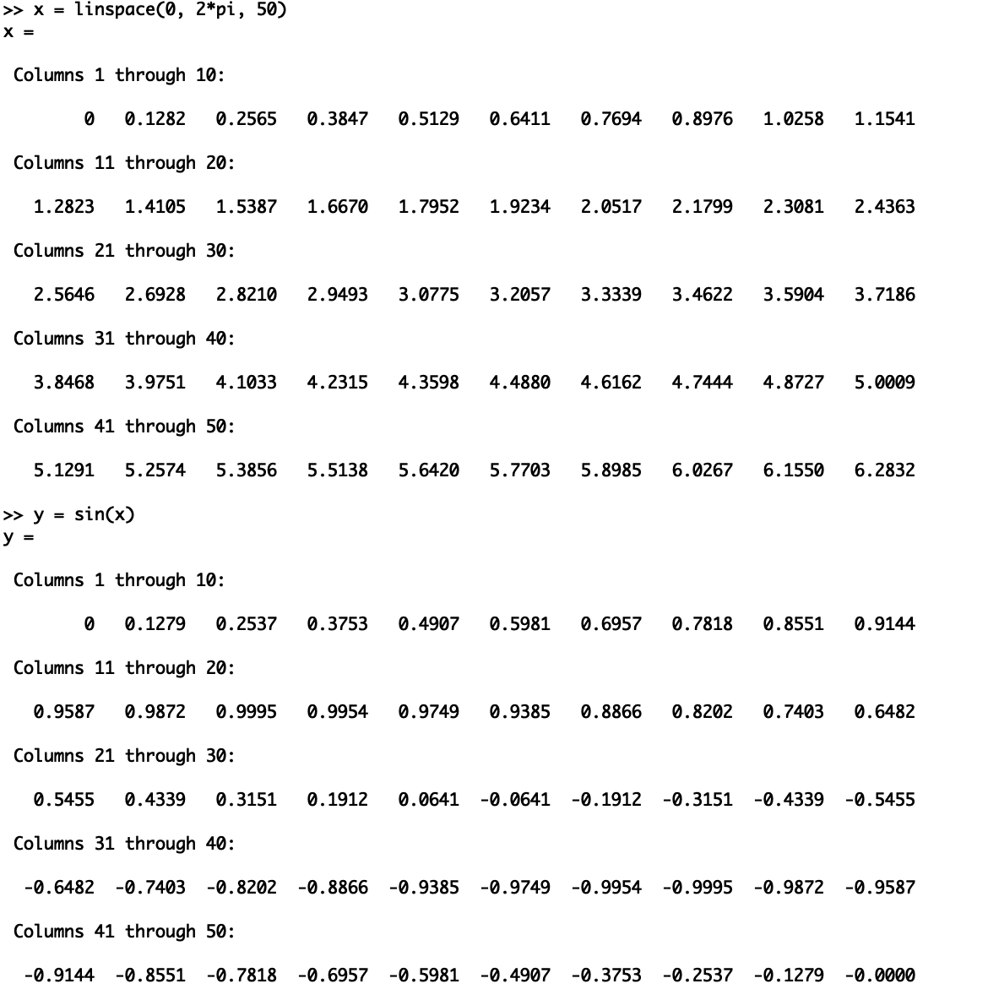 >> x = linspace(0, 2*pi, 50)
x =
Columns 1 through 10:
0 0.1282 0.2565 0.3847 0.5129 0.6411 0.7694 0.8976 1.0258 1.1541
Columns 11 through 20:
1.2823 1.4105 1.5387 1.6670 1.7952 1.9234 2.0517 2.1799 2.3081 2.4363
Columns 21 through 30:
2.5646 2.6928 2.8210 2.9493 3.0775 3.2057 3.3339 3.4622 3.5904 3.7186
Columns 31 through 40:
3.8468 3.9751 4.1033 4.2315 4.3598 4.4880 4.6162 4.7444 4.8727 5.0009
Columns 41 through 50:
5.1291 5.2574 5.3856 5.5138 5.6420 5.7703 5.8985 6.0267 6.1550 6.2832
>> y = sin(x)
y =
Columns 1 through 10:
0 0.1279 0.2537 0.3753 0.4907 0.5981 0.6957 0.7818 0.8551 0.9144
Columns 11 through 20:
0.9587 0.9872 0.9995 0.9954 0.9749 0.9385 0.8866 0.8202 0.7403 0.6482
Columns 21 through 30:
0.5455 0.4339 0.3151 0.1912 0.0641 -0.0641 -0.1912 -0.3151 -0.4339 -0.5455
Columns 31 through 40:
-0.6482 -0.7403 -0.8202 -0.8866 -0.9385 -0.9749 -0.9954 -0.9995 -0.9872 -0.9587
Columns 41 through 50:
-0.9144 -0.8551 -0.7818 -0.6957 -0.5981 -0.4907 -0.3753 -0.2537 -0.1279 -0.0000